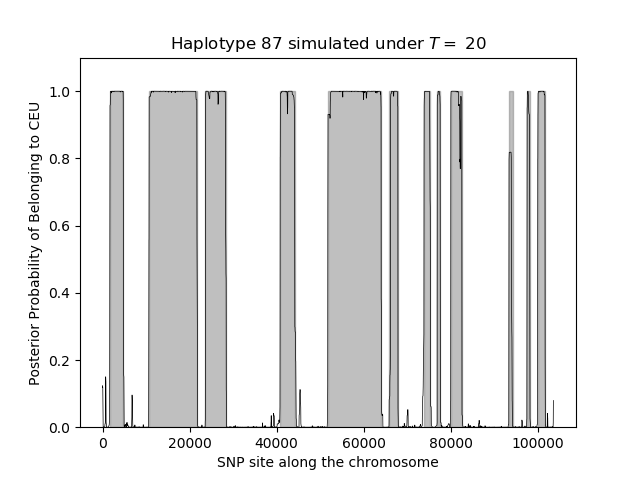 Haplotype 87 simulated under T = 20
1.0
0.8
0.6
0.4
0.2
0.0
Posterior Probability of Belonging to CEU
0 20000 40000 60000 80000 100000
SNP site along the chromosome